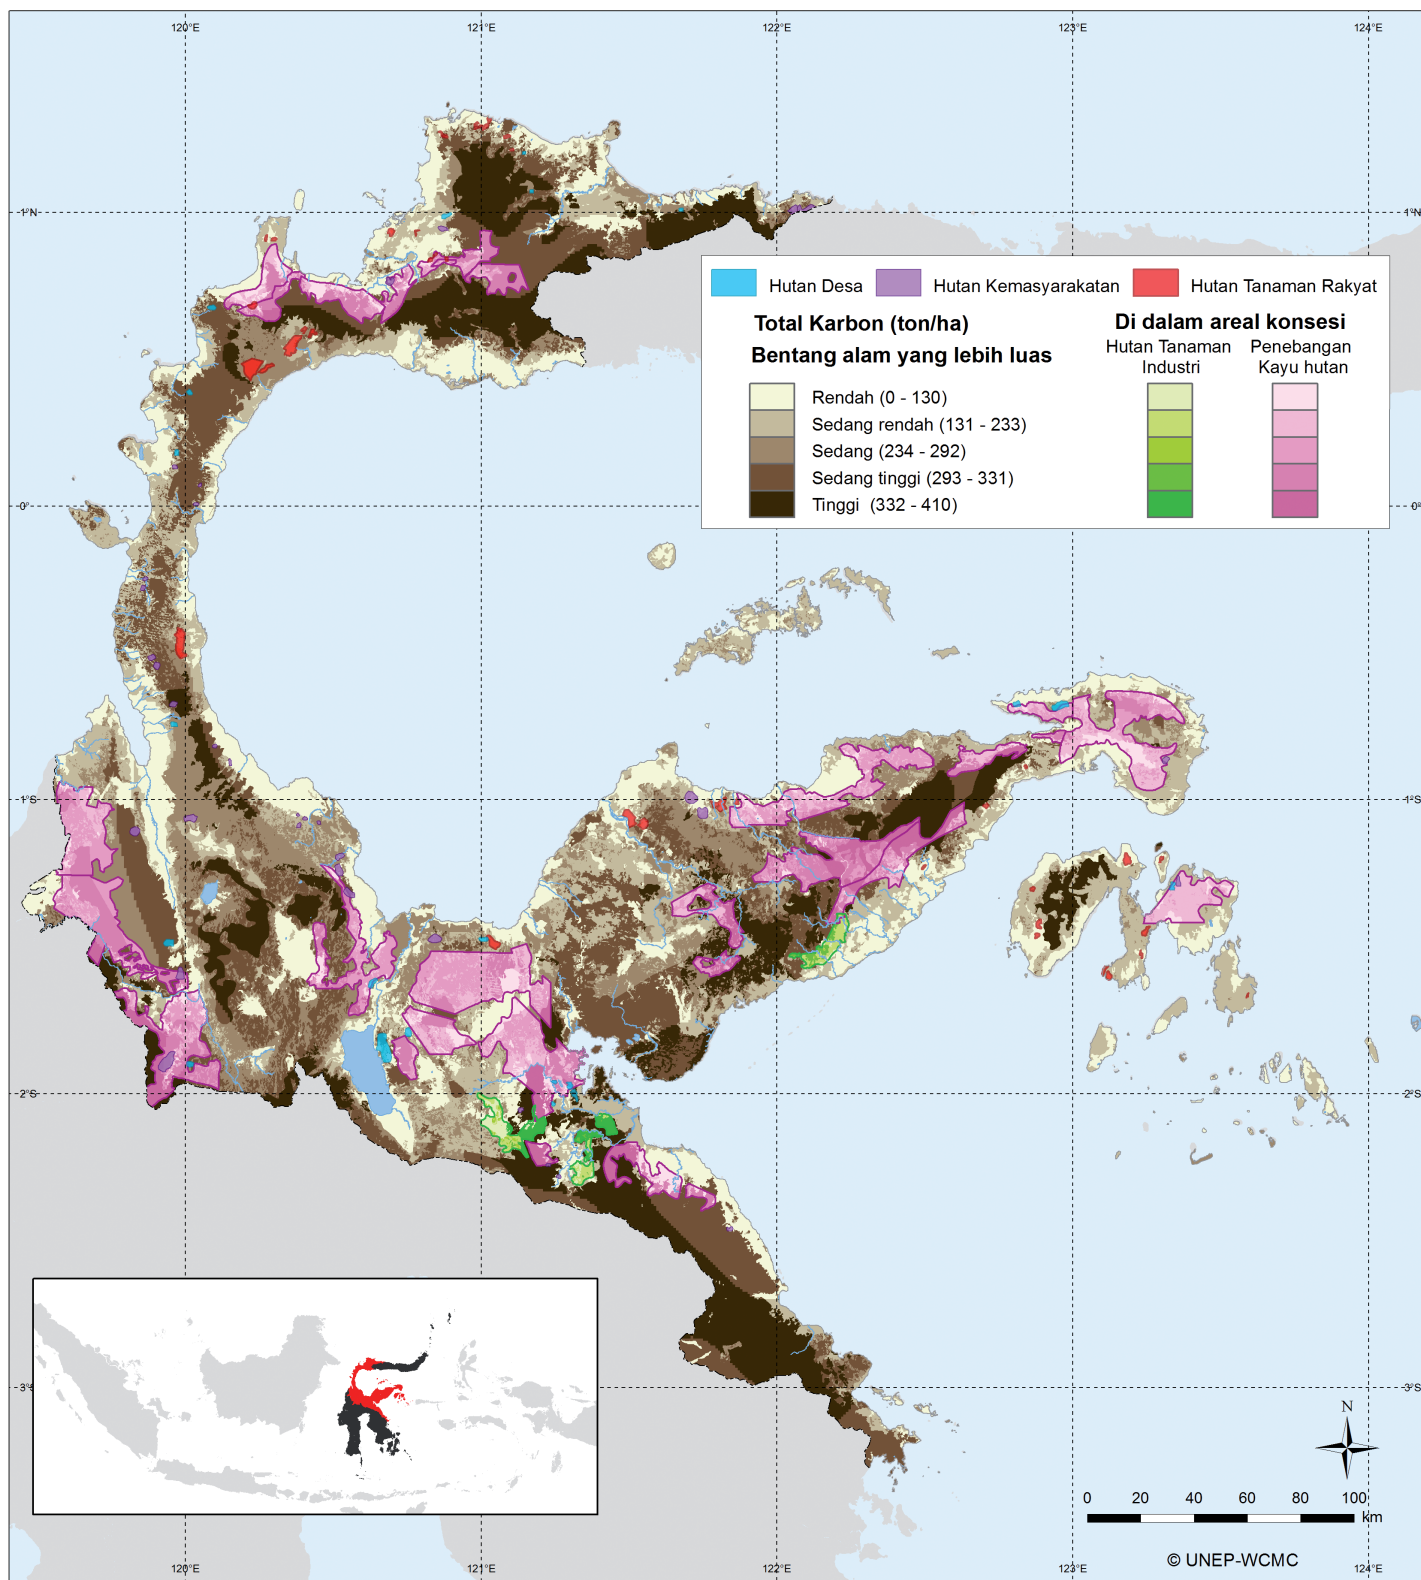 120°E 121°E 122°E 123°E 124°E
1°N 1°N
Hutan Desa Hutan Kemasyarakatan Hutan Tanaman Rakyat
Total Karbon (ton/ha) Di dalam areal konsesi
Bentang alam yang lebih luas
Hutan Tanaman Penebangan
Industri Kayu hutan
Rendah (0 - 130)
Sedang rendah (131 - 233)
Sedang (234 - 292)
Sedang tinggi (293 - 331)
Tinggi (332 - 410)
0° 0°
1°S 1°S
2°S 2°S
3°S 3°S
N
0 20 40 60 80 100
km
© UNEP-WCMC
120°E 121°E 122°E 123°E 124°E